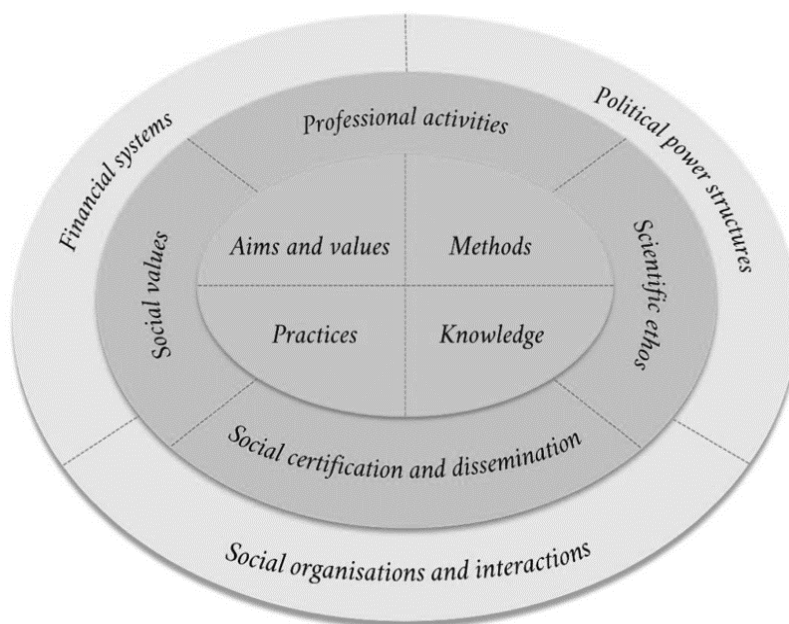 Financial systems
Political power structures
Professional activities
Social values
Scientific ethos
Aims and values
Methods
Practices
Knowledge
Social certification and dissemination
Social organisations and interactions